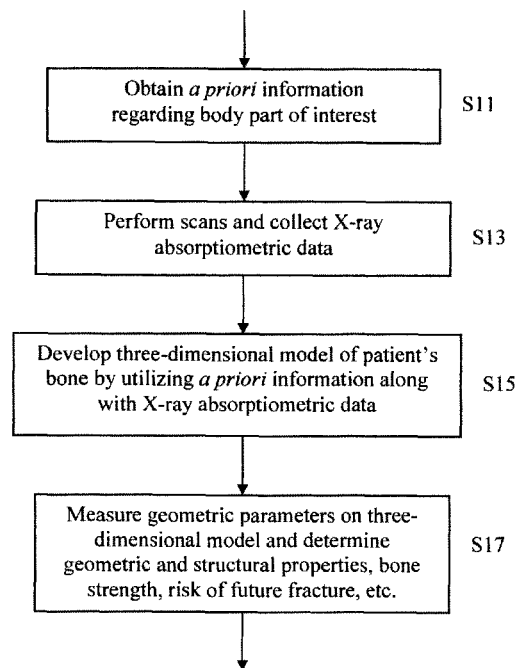 Obtain a priori information
regarding body part of interest
S11
Perform scans and collect X-ray
absorptiometric data
S13
Develop three-dimensional model of patient's
bone by utilizing a priori information along
with X-ray absorptiometric data
S15
Measure geometric parameters on three-
dimensional model and determine
geometric and structural properties, bone
strength, risk of future fracture, etc.
S17